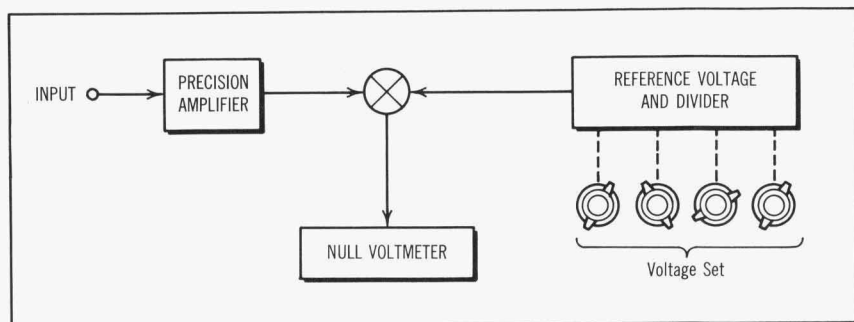 INPUT
PRECISION
AMPLIFIER
REFERENCE VOLTAGE
AND DIVIDER
NULL VOLTMETER
Voltage Set